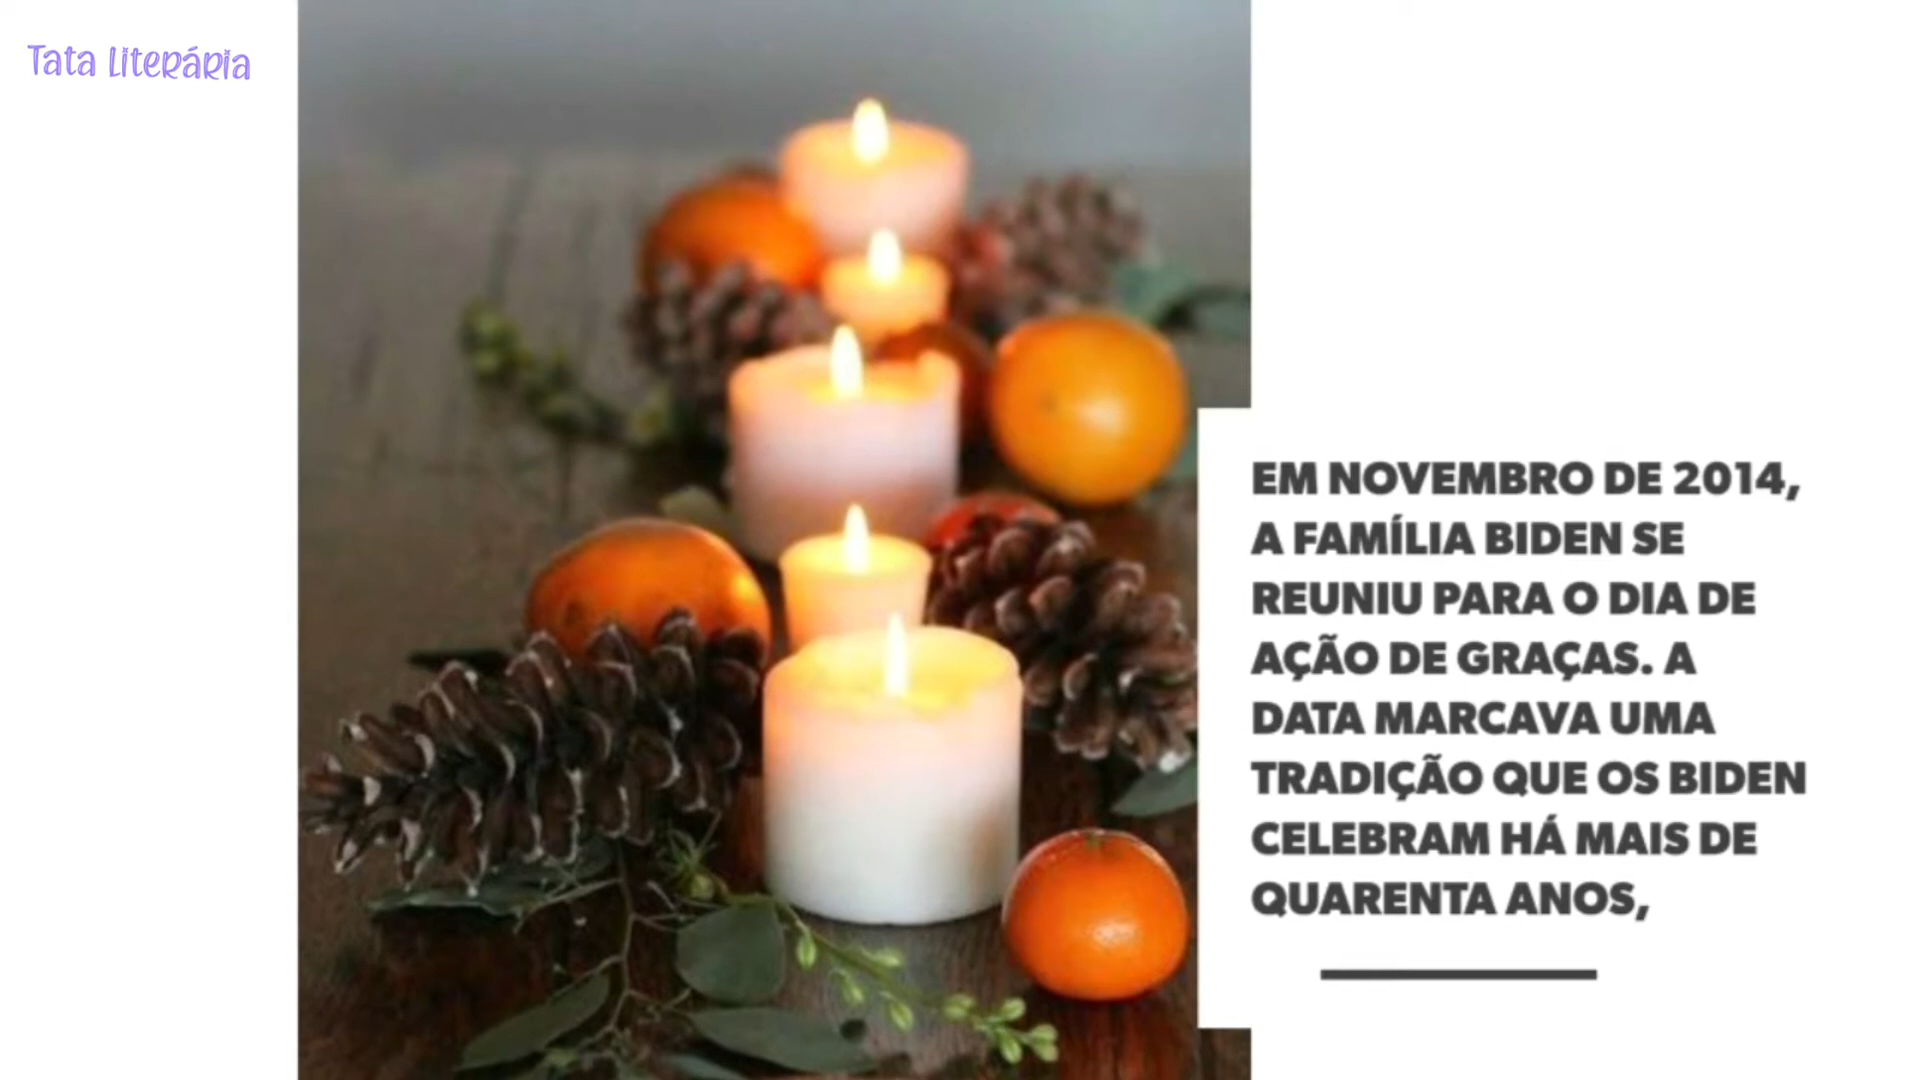 Tata Literária
EM NOVEMBRO DE 2014,
A FAMÍLIA BIDEN SE
REUNIU PARA O DIA DE
AÇÃO DE GRAÇAS. A
DATA MARCAVA UMA
TRADIÇÃO QUE OS BIDEN
CELEBRAM HÁ MAIS DE
QUARENTA ANOS,